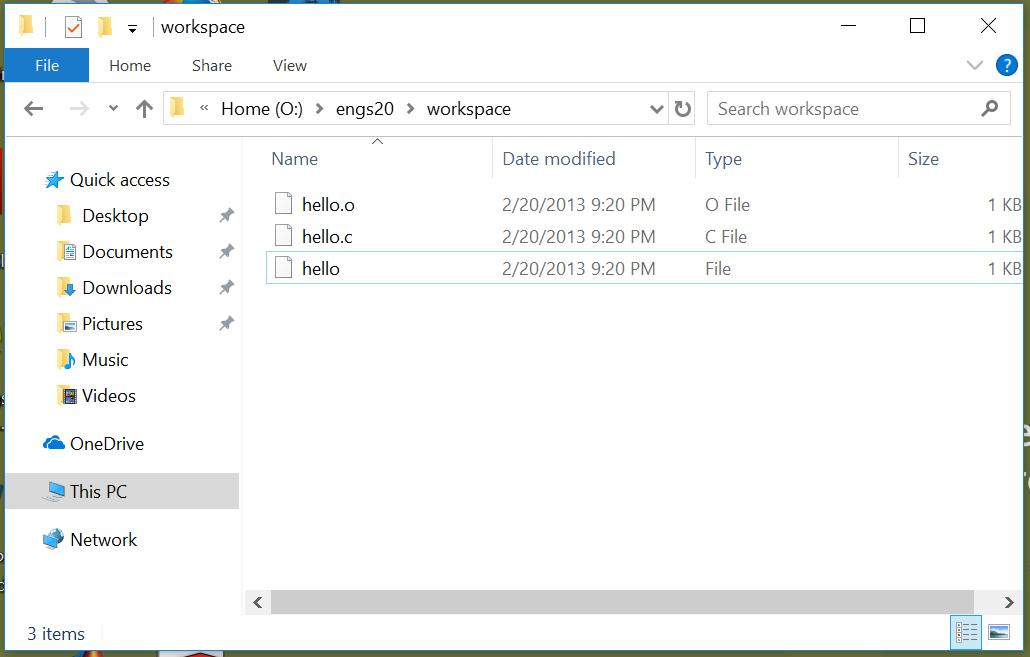 workspace
File Home Share View ?
« Home (O:) > engs20 > workspace Search workspace
Name Date modified Type Size
Quick access
Desktop
Documents
Downloads
Pictures
Music
Videos
OneDrive
This PC
Network
hello.o 2/20/2013 9:20 PM O File 1 KB
hello.c 2/20/2013 9:20 PM C File 1 KB
hello 2/20/2013 9:20 PM File 1 KB
3 items